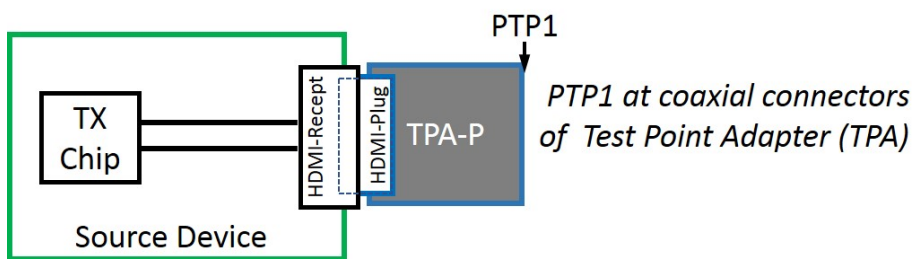 PTP1
TX
Chip
HDMI-Recept
HDMI-Plug
TPA-P
PTP1 at coaxial connectors
of Test Point Adapter (TPA)
Source Device